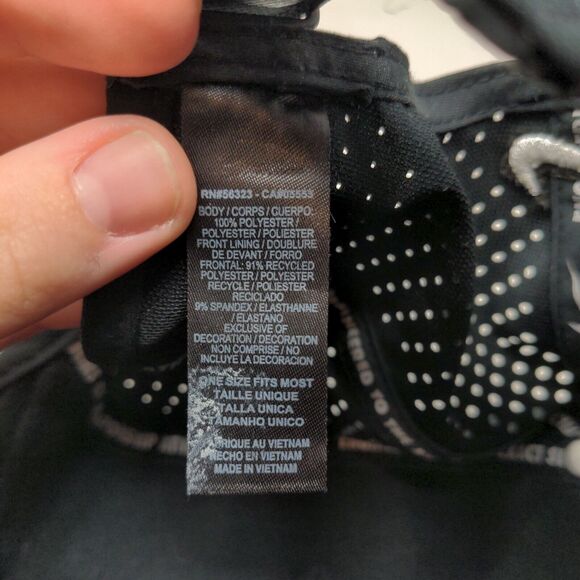 RN#56323 - CA#05553
BODY / CORPS / CUERPO:
100% POLYESTER /
POLYESTER / POLIESTER
FRONT LINING / DOUBLURE
DE DEVANT / FORRO
FRONTAL: 91% RECYCLED
POLYESTER / POLYESTER
RECYCLE / POLIESTER
RECICLADO
9% SPANDEX / ELASTHANNE
/ ELASTANO
EXCLUSIVE OF
DECORATION / DECORATION
NON COMPRISE / NO
INCLUYE LA DECORACION
ONE SIZE FITS MOST
TAILLE UNIQUE
TALLA UNICA
TAMANHO UNICO
BRIQUE AU VIETNAM
HECHO EN VIETNAM
MADE IN VIETNAM
TO THE